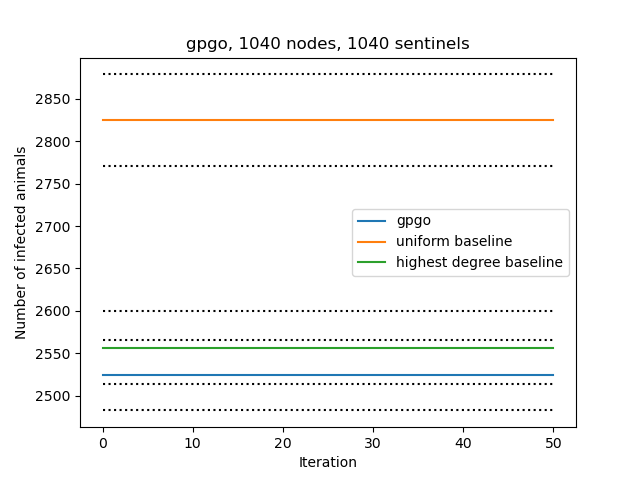 gpgo, 1040 nodes, 1040 sentinels
2850
2800
2750
2700
2650
2600
2550
2500
Number of infected animals
gpgo
uniform baseline
highest degree baseline
0
10
20
30
40
50
Iteration